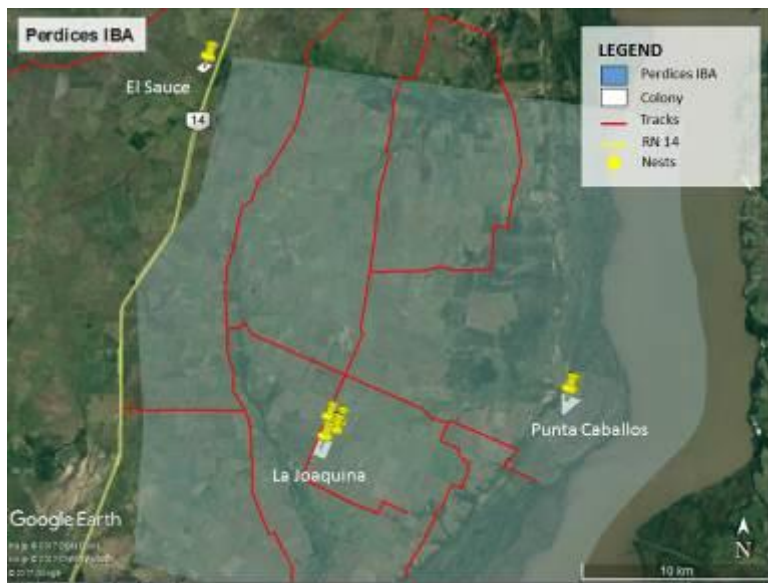 Perdices IBA
El Sauce
14
LEGEND
Perdices IBA
Colony
Tracks
RN 14
Nests
Punta Caballos
La Joaquina
Google Earth
N
10 km